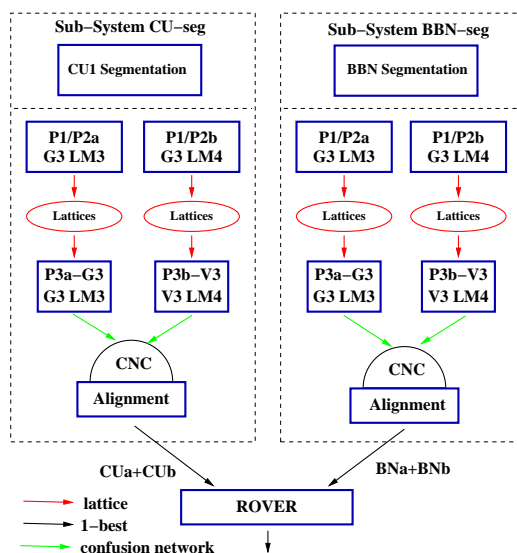 Sub−System CU−seg
CU1 Segmentation
P1/P2a
G3 LM3
P1/P2b
G3 LM4
Lattices
Lattices
P3a−G3
G3 LM3
P3b−V3
V3 LM4
CNC
Alignment
Sub−System BBN−seg
BBN Segmentation
P1/P2a
G3 LM3
P1/P2b
G3 LM4
Lattices
Lattices
P3a−G3
G3 LM3
P3b−V3
V3 LM4
CNC
Alignment
CUa+CUb
BNa+BNb
ROVER
lattice
1−best
confusion network